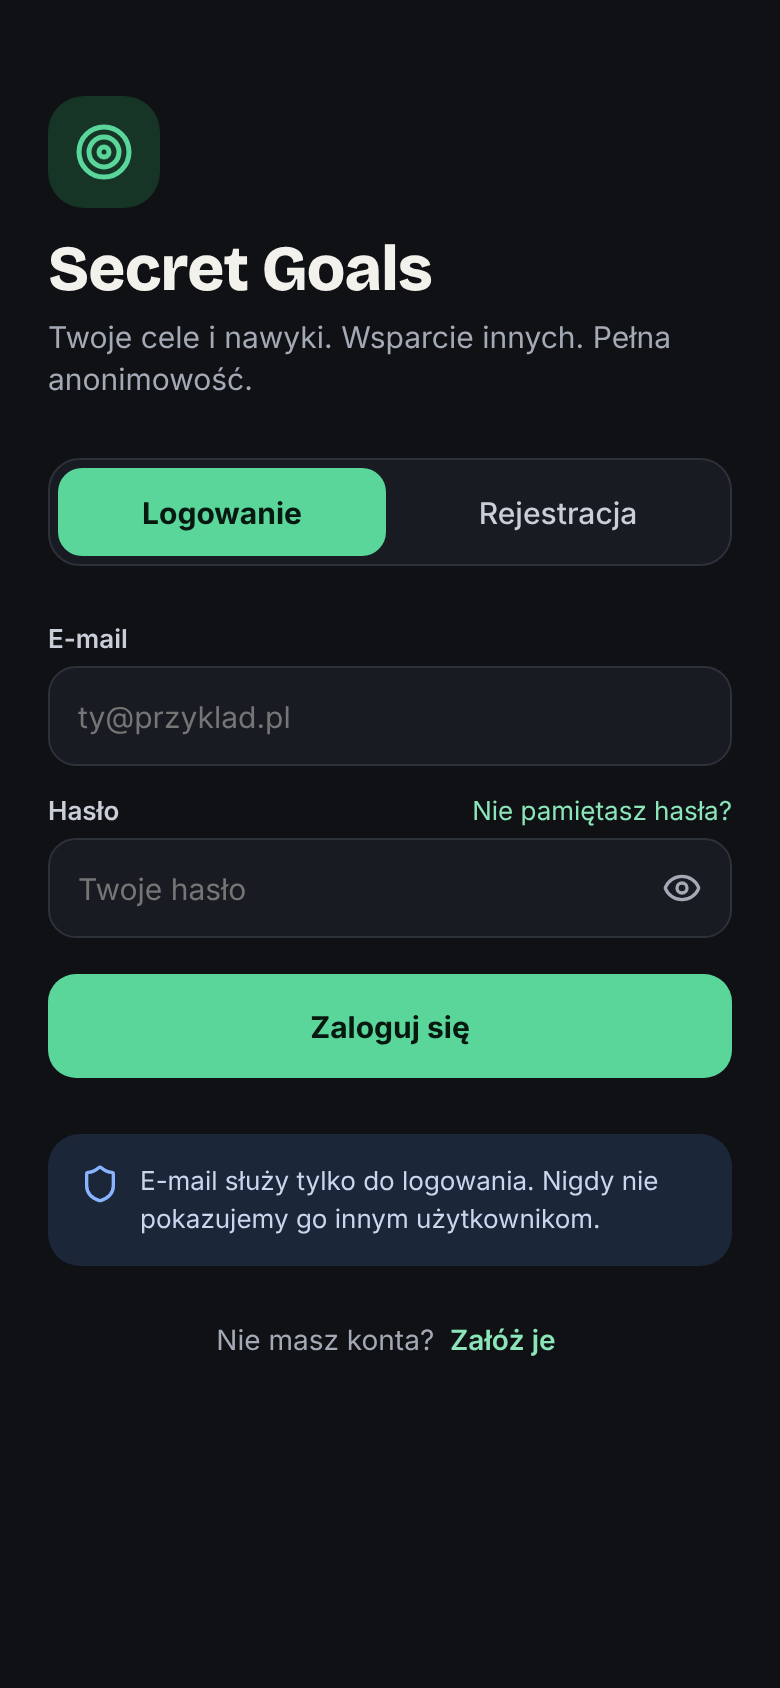 Secret Goals
Twoje cele i nawyki. Wsparcie innych. Pełna
anonimowość.
Logowanie
Rejestracja
E-mail
ty@przyklad.pl
Hasło
Nie pamiętasz hasła?
Twoje hasło
Zaloguj się
E-mail służy tylko do logowania. Nigdy nie
pokazujemy go innym użytkownikom.
Nie masz konta? Załóż je